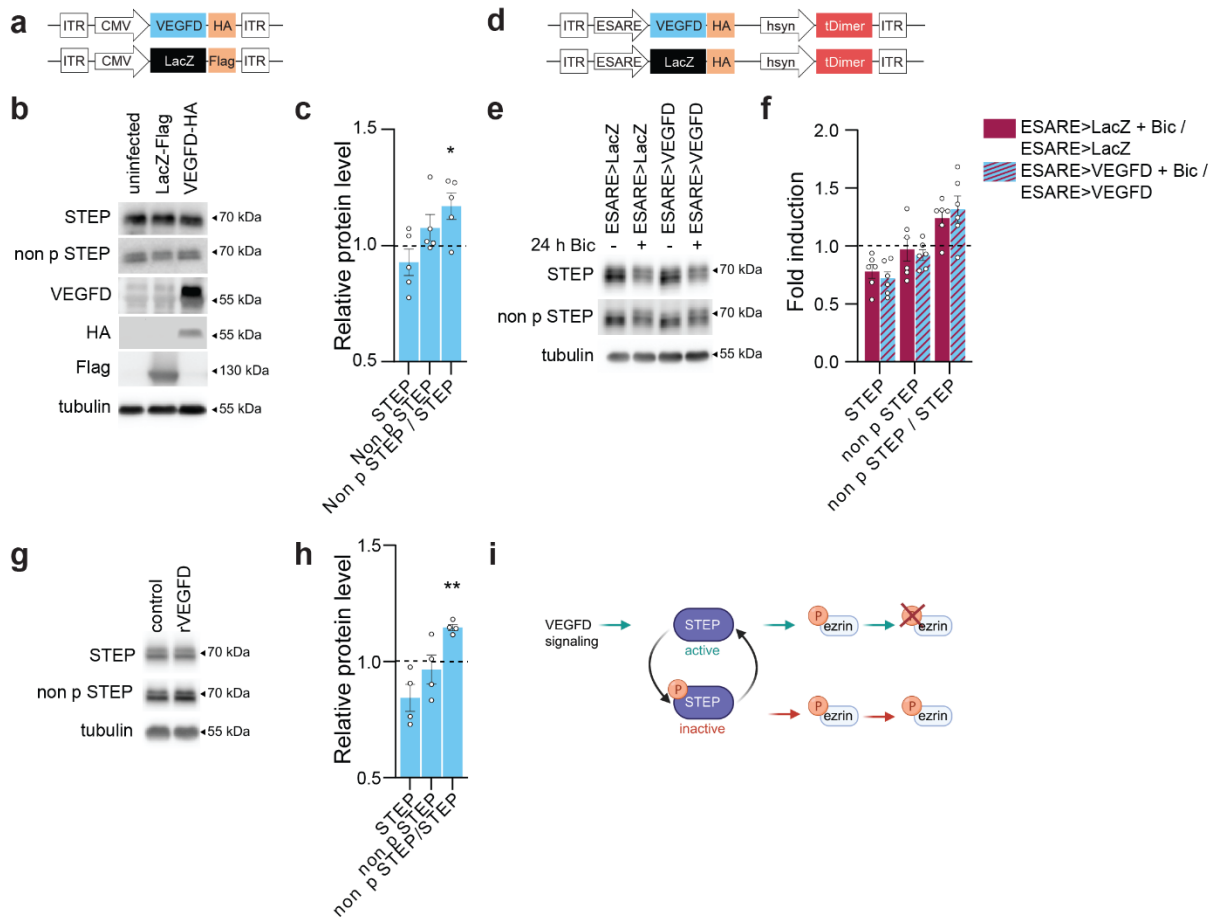 a
ITR CMV VEGFD HA ITR
ITR CMV LacZ Flag ITR
b
uninfected
LacZ-Flag
VEGFD-HA
STEP 70 kDa
non p STEP 70 kDa
VEGFD 55 kDa
HA 55 kDa
Flag 130 kDa
tubulin 55 kDa
c
Relative protein level
1.5
1.0
0.5
*
STEP
Non p STEP
Non p STEP / STEP
d
ITR ESARE VEGFD HA hsyn tDimer ITR
ITR ESARE LacZ HA hsyn tDimer ITR
e
ESARE>LacZ
ESARE>LacZ
ESARE>VEGFD
ESARE>VEGFD
24 h Bic - + - +
STEP 70 kDa
non p STEP 70 kDa
tubulin 55 kDa
f
Fold induction
2.0
1.5
1.0
0.5
0.0
STEP
non p STEP
non p STEP / STEP
ESARE>LacZ + Bic /
ESARE>LacZ
ESARE>VEGFD + Bic /
ESARE>VEGFD
g
control
rVEGFD
STEP 70 kDa
non p STEP 70 kDa
tubulin 55 kDa
h
Relative protein level
1.5
1.0
0.5
**
STEP
non p STEP
non p STEP/STEP
i
VEGFD
signaling
STEP
active
P
ezrin
P
ezrin
P
STEP
inactive
P
ezrin
P
ezrin